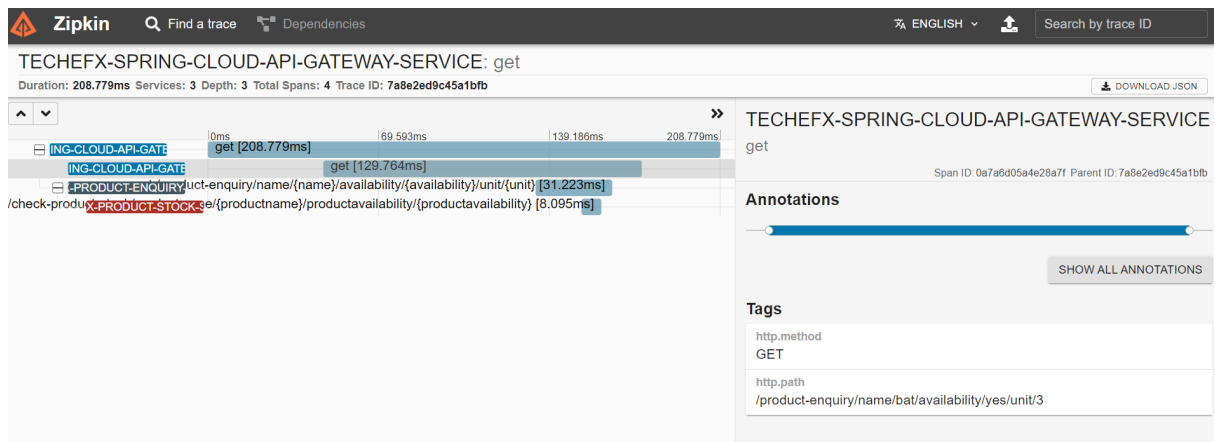 Zipkin Find a trace Dependencies ENGLISH Search by trace ID
TECHEFX-SPRING-CLOUD-API-GATEWAY-SERVICE: get
Duration: 208.779ms Services: 3 Depth: 3 Total Spans: 4 Trace ID: 7a8e2ed9c45a1bfb
DOWNLOAD JSON
0ms 69.593ms 139.186ms 208.779ms
ING-CLOUD-API-GATE get [208.779ms]
ING-CLOUD-API-GATE get [129.764ms]
-PRODUCT-ENQUIRY uct-enquiry/name/{name}/availability/{availability}/unit/{unit} [31.223ms]
/check-produ X-PRODUCT-STOCK-S se/{productname}/productavailability/{productavailability} [8.095ms]
TECHEFX-SPRING-CLOUD-API-GATEWAY-SERVICE
get
Span ID: 0a7a6d05a4e28a7f Parent ID: 7a8e2ed9c45a1bfb
Annotations
SHOW ALL ANNOTATIONS
Tags
http.method
GET
http.path
/product-enquiry/name/bat/availability/yes/unit/3